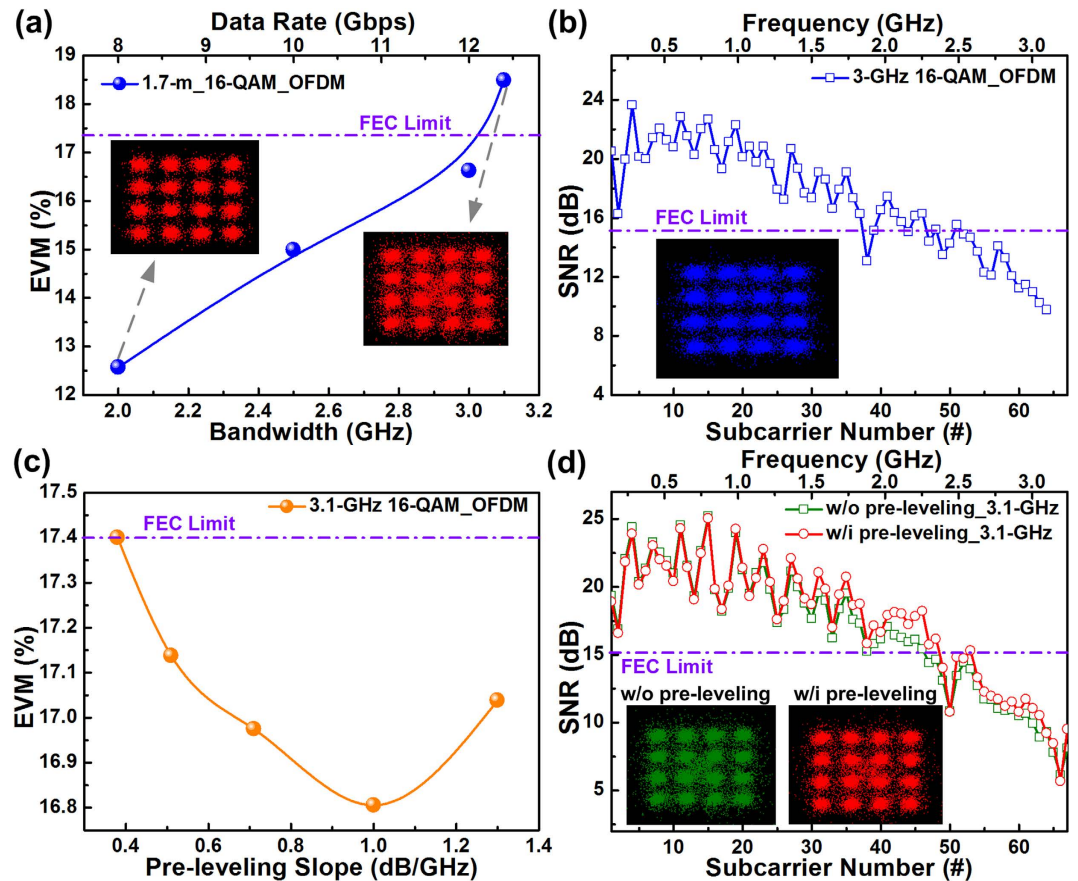 (a)
Data Rate (Gbps)
8 9 10 11 12
19
18
17
16
15
14
13
12
EVM (%)
1.7-m_16-QAM_OFDM
FEC Limit
2.0 2.2 2.4 2.6 2.8 3.0 3.2
Bandwidth (GHz)
(b)
Frequency (GHz)
0.5 1.0 1.5 2.0 2.5 3.0
24
20
16
12
8
4
SNR (dB)
3-GHz 16-QAM_OFDM
FEC Limit
10 20 30 40 50 60
Subcarrier Number (#)
(c)
17.5
17.4
17.3
17.2
17.1
17.0
16.9
16.8
EVM (%)
3.1-GHz 16-QAM_OFDM
FEC Limit
0.4 0.6 0.8 1.0 1.2 1.4
Pre-leveling Slope (dB/GHz)
(d)
Frequency (GHz)
0.5 1.0 1.5 2.0 2.5 3.0
25
20
15
10
5
SNR (dB)
w/o pre-leveling_3.1-GHz
w/i pre-leveling_3.1-GHz
FEC Limit
w/o pre-leveling
w/i pre-leveling
10 20 30 40 50 60
Subcarrier Number (#)